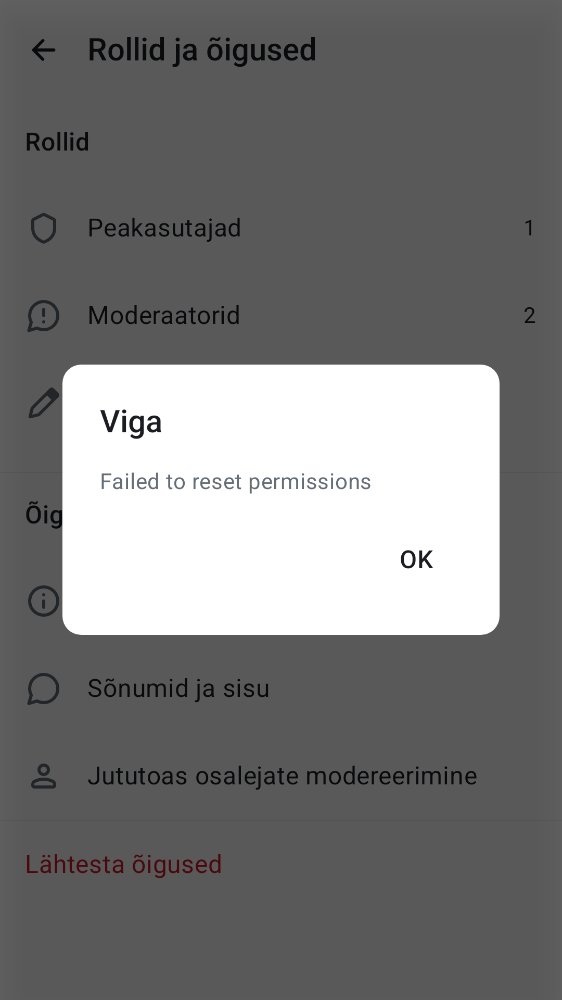 Rollid ja õigused
Rollid
Peakasutajad
1
Moderaatorid
2
Viga
Failed to reset permissions
OK
Õig
Sõnumid ja sisu
Jututoas osalejate modereerimine
Lähtesta õigused